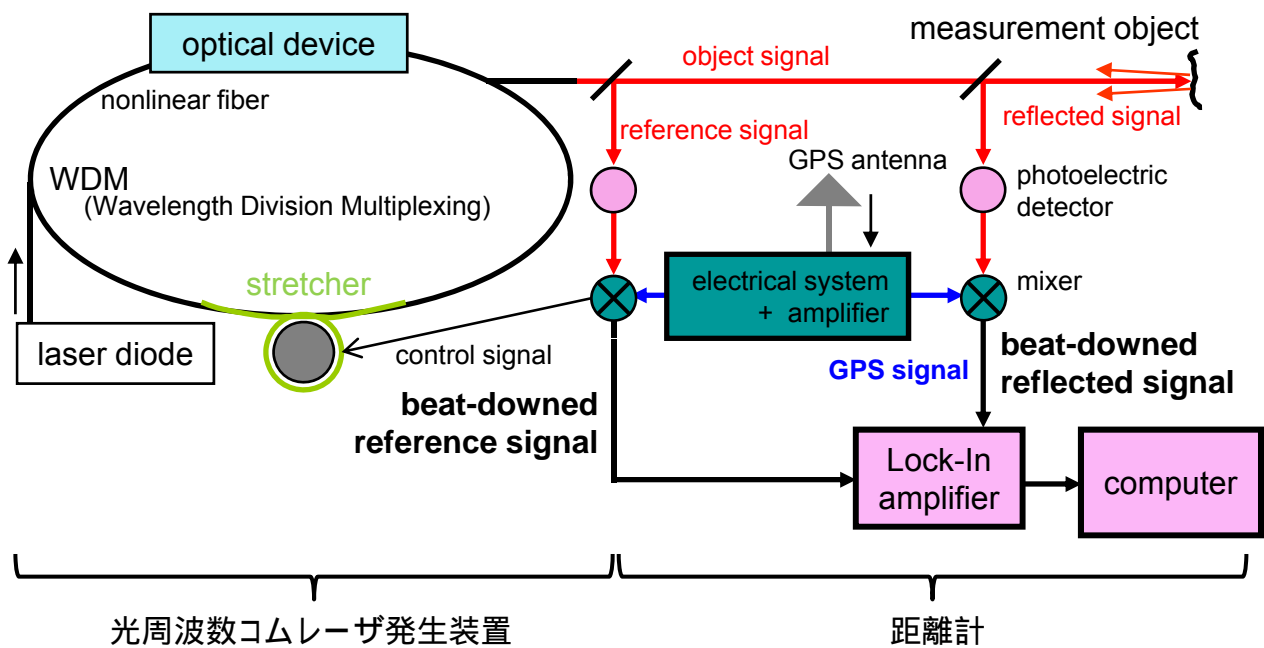 optical device
measurement object
object signal
nonlinear fiber
reference signal
reflected signal
GPS antenna
WDM
(Wavelength Division Multiplexing)
photoelectric
detector
stretcher
electrical system
+ amplifier
mixer
laser diode
control signal
GPS signal
beat-downed
reflected signal
beat-downed
reference signal
Lock-In
amplifier
computer
光周波数コムレーザ発生装置
距離計